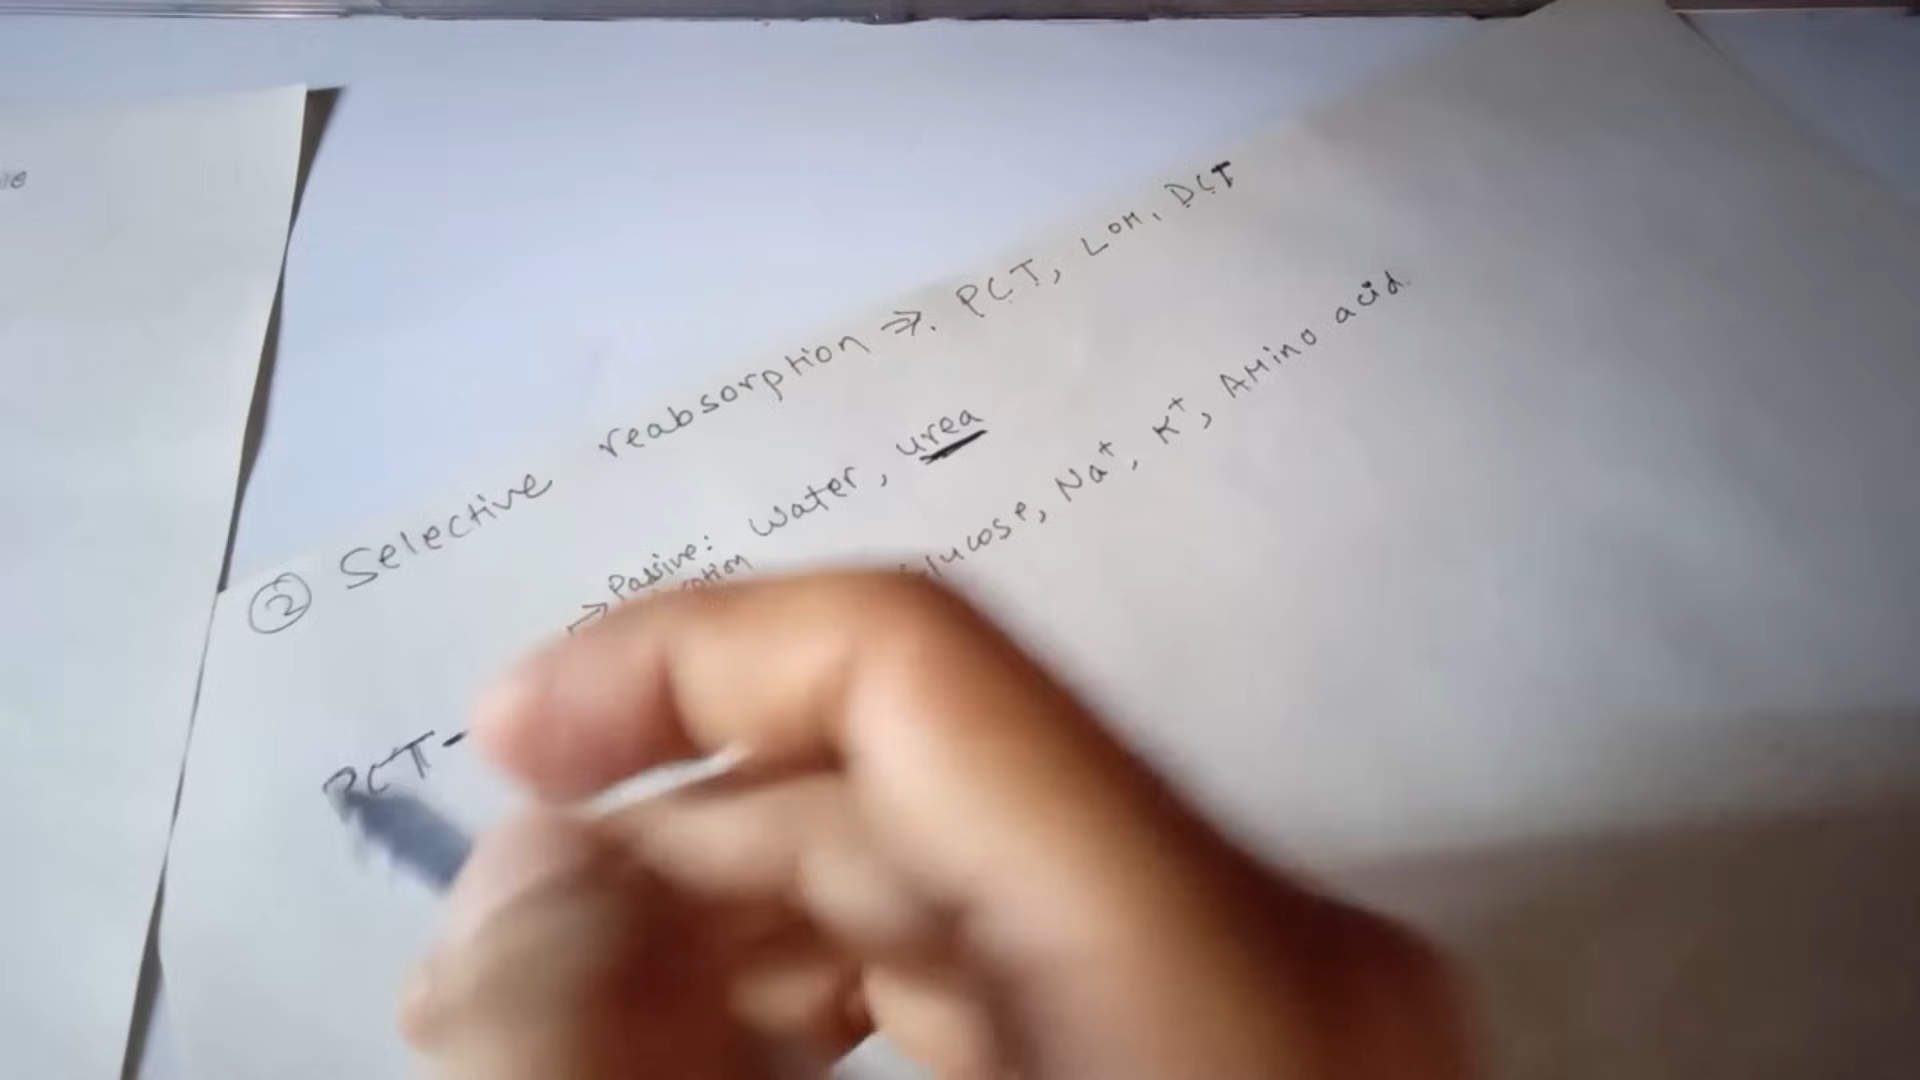 ② Selective reabsorption ⇒. PCT, LOH, DCT
→ Passive: Water, urea
Glucose, Na⁺, K⁺, Amino acid
PCT-